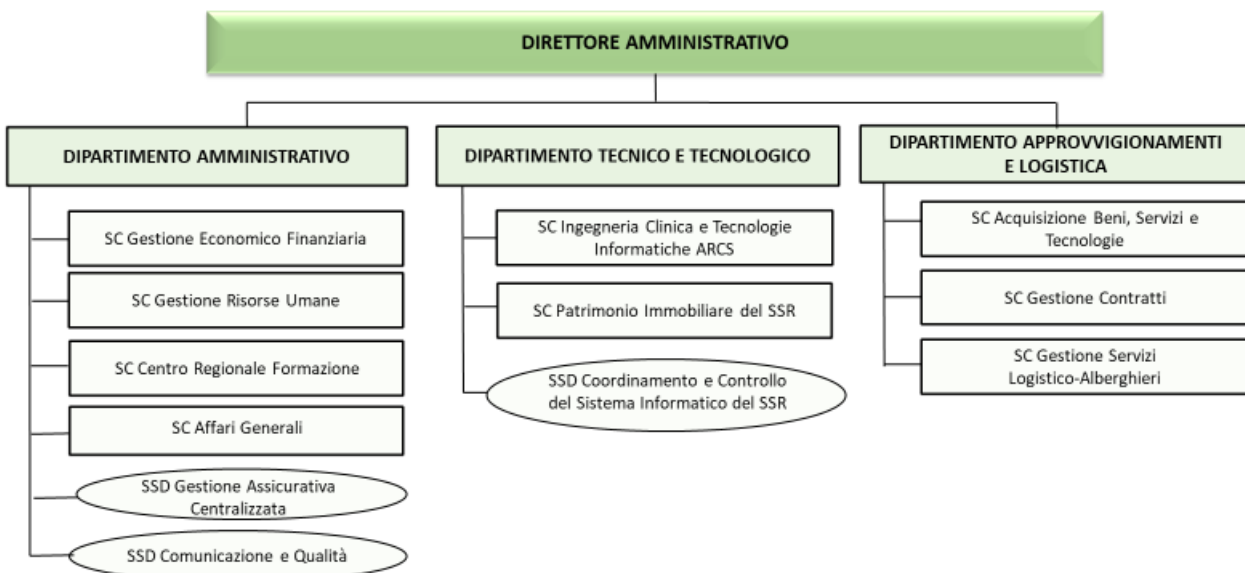 DIRETTORE AMMINISTRATIVO
DIPARTIMENTO AMMINISTRATIVO
SC Gestione Economico Finanziaria
SC Gestione Risorse Umane
SC Centro Regionale Formazione
SC Affari Generali
SSD Gestione Assicurativa
Centralizzata
SSD Comunicazione e Qualità
DIPARTIMENTO TECNICO E TECNOLOGICO
SC Ingegneria Clinica e Tecnologie
Informatiche ARCS
SC Patrimonio Immobiliare del SSR
SSD Coordinamento e Controllo
del Sistema Informatico del SSR
DIPARTIMENTO APPROVVIGIONAMENTI
E LOGISTICA
SC Acquisizione Beni, Servizi e
Tecnologie
SC Gestione Contratti
SC Gestione Servizi
Logistico-Alberghieri